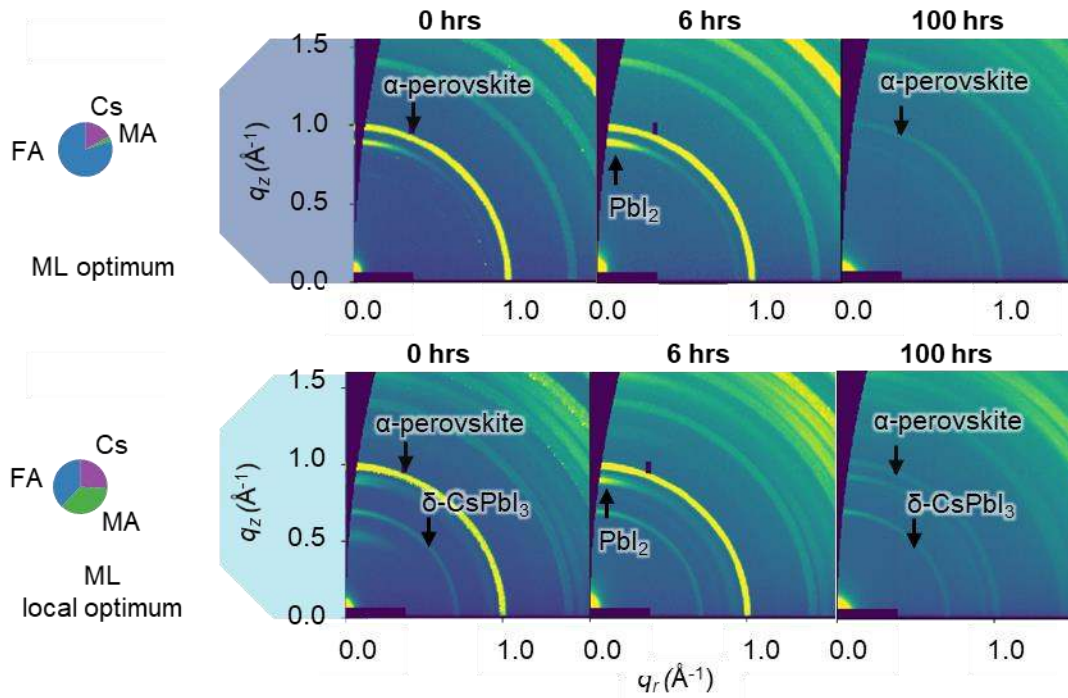 0 hrs
6 hrs
100 hrs
Cs
MA
FA
ML optimum
q_z (Å⁻¹)
1.5
1.0
0.5
0.0
α-perovskite
PbI₂
α-perovskite
0.0
1.0
0.0
1.0
0.0
1.0
0 hrs
6 hrs
100 hrs
Cs
FA
MA
ML
local optimum
q_z (Å⁻¹)
1.5
1.0
0.5
0.0
α-perovskite
δ-CsPbI₃
PbI₂
α-perovskite
δ-CsPbI₃
0.0
1.0
0.0
1.0
0.0
1.0
q_r (Å⁻¹)